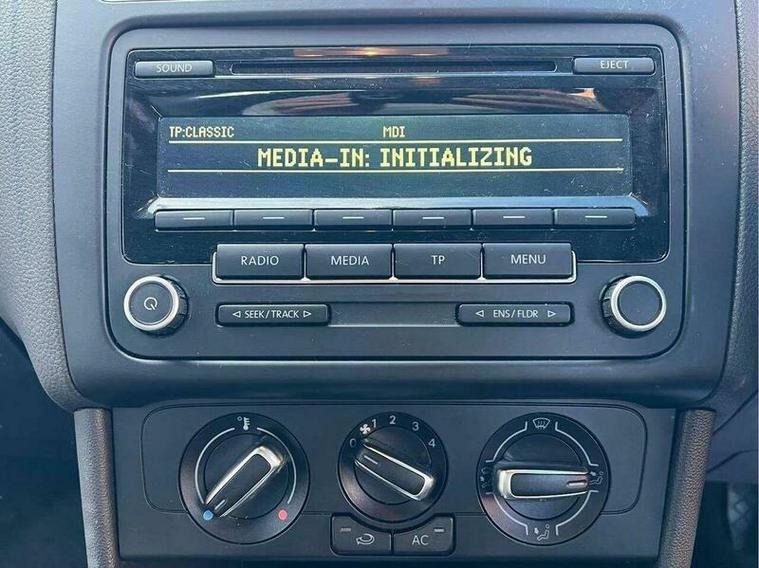 SOUND EJECT
TP:CLASSIC MDI
MEDIA-IN: INITIALIZING
RADIO MEDIA TP MENU
SEEK / TRACK ENS / FLDR
0 1 2 3 4
AC